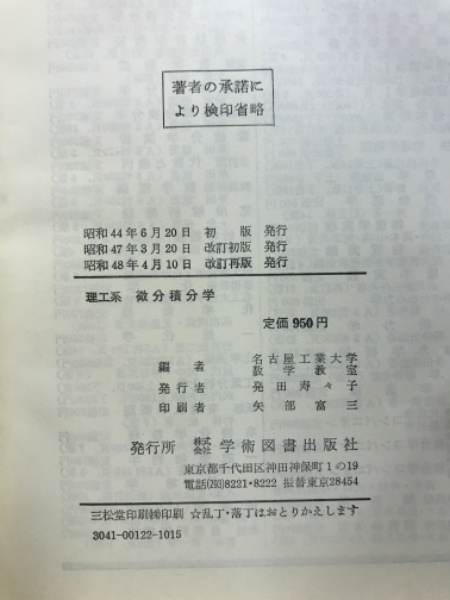 著者の承諾に
より検印省略
昭和44年6月20日 初版 発行
昭和47年3月20日 改訂初版 発行
昭和48年4月10日 改訂再版 発行
理工系 微分積分学
定価 950円
編者 名古屋工業大学
数学教室
発行者 発田寿々子
印刷者 矢部富三
発行所 株式会社 学術図書出版社
東京都千代田区神田神保町1の19
電話(293)8221・8222 振替東京28454
三松堂印刷㈱印刷 ☆乱丁・落丁はおとりかえします
3041-00122-1015